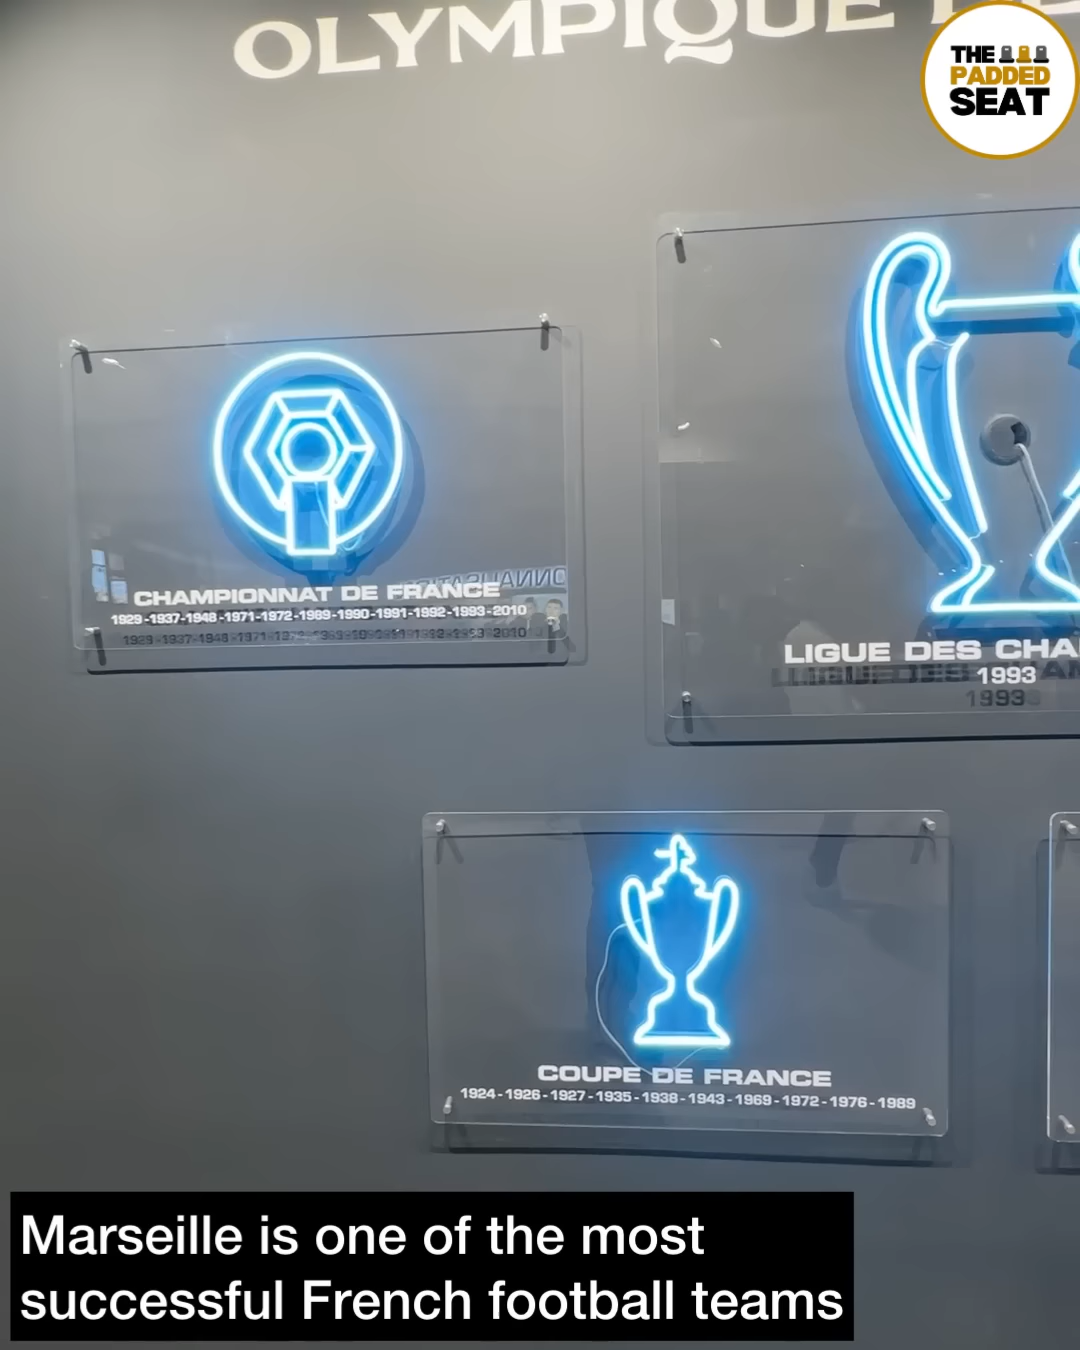 OLYMPIQUE DE
THE
PADDED
SEAT
CHAMPIONNAT DE FRANCE
1929-1937-1948-1971-1972-1989-1990-1991-1992-1993-2010
LIGUE DES CHA
1993
COUPE DE FRANCE
1924-1926-1927-1935-1938-1943-1969-1972-1976-1989
Marseille is one of the most
successful French football teams